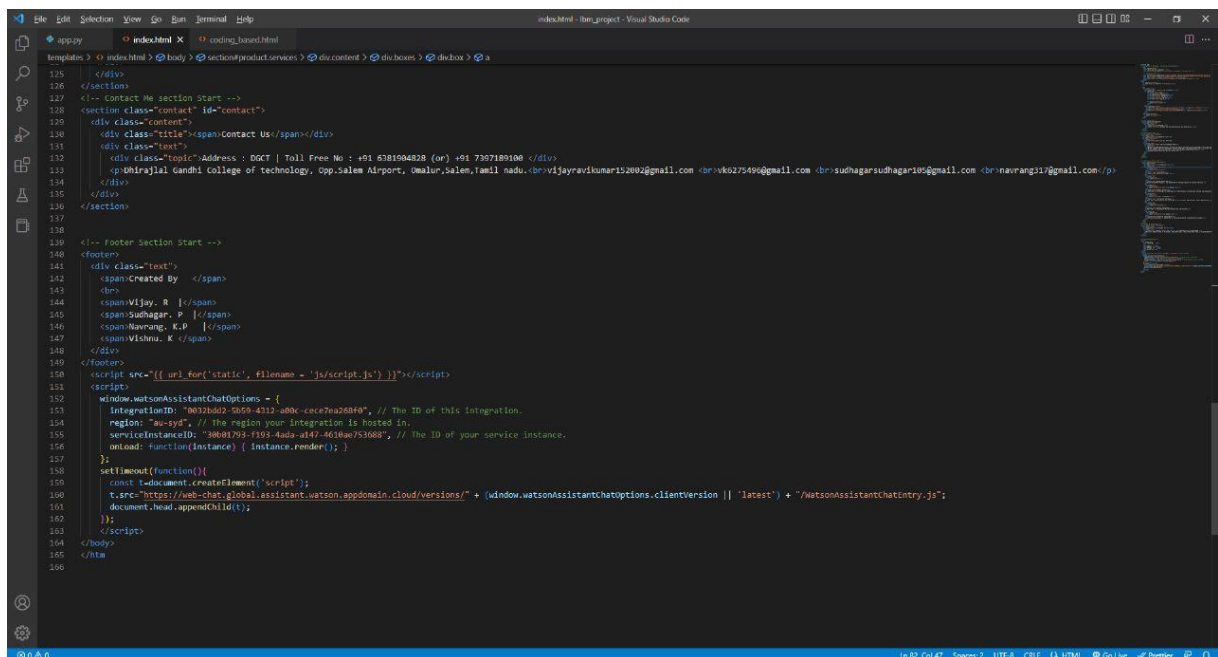 File Edit Selection View Go Run Terminal Help index.html - Ibm_project - Visual Studio Code
app.py index.html coding_based.html
templates > index.html > body > section#product.services > div.content > div.boxes > div.box > a
125 </div>
126 </section>
127 <!-- Contact Me section Start -->
128 <section class="contact" id="contact">
129 <div class="content">
130 <div class="title"><span>Contact Us</span></div>
131 <div class="text">
132 <div class="topic">Address : DGCT | Toll Free No : +91 6381904828 (or) +91 7397189100 </div>
133 <p>Dhirajlal Gandhi College of technology, Opp.Salem Airport, Omalur,Salem,Tamil nadu.<br>vijayravikumar152002@gmail.com <br>vk6275496@gmail.com <br>sudhagarsudhagar105@gmail.com <br>navrang317@gmail.com</p>
134 </div>
135 </div>
136 </section>
137
138
139 <!-- Footer Section Start -->
140 <footer>
141 <div class="text">
142 <span>Created By </span>
143 <br>
144 <span>Vijay. R |</span>
145 <span>Sudhagar. P |</span>
146 <span>Navrang. K.P |</span>
147 <span>Vishnu. K </span>
148 </div>
149 </footer>
150 <script src="{{ url_for('static', filename = 'js/script.js') }}"></script>
151 <script>
152 window.watsonAssistantChatOptions = {
153 integrationID: "0032bdd2-5b59-4312-a00c-cece7ea268f0", // The ID of this integration.
154 region: "au-syd", // The region your integration is hosted in.
155 serviceInstanceID: "30b01793-f193-4ada-a147-4610ae753688", // The ID of your service instance.
156 onLoad: function(instance) { instance.render(); }
157 };
158 setTimeout(function(){
159 const t=document.createElement('script');
160 t.src="https://web-chat.global.assistant.watson.appdomain.cloud/versions/" + (window.watsonAssistantChatOptions.clientVersion || 'latest') + "/WatsonAssistantChatEntry.js";
161 document.head.appendChild(t);
162 });
163 </script>
164 </body>
165 </htm
166
0 0 Ln 82, Col 47 Spaces: 2 UTF-8 CRLF HTML Go Live Prettier